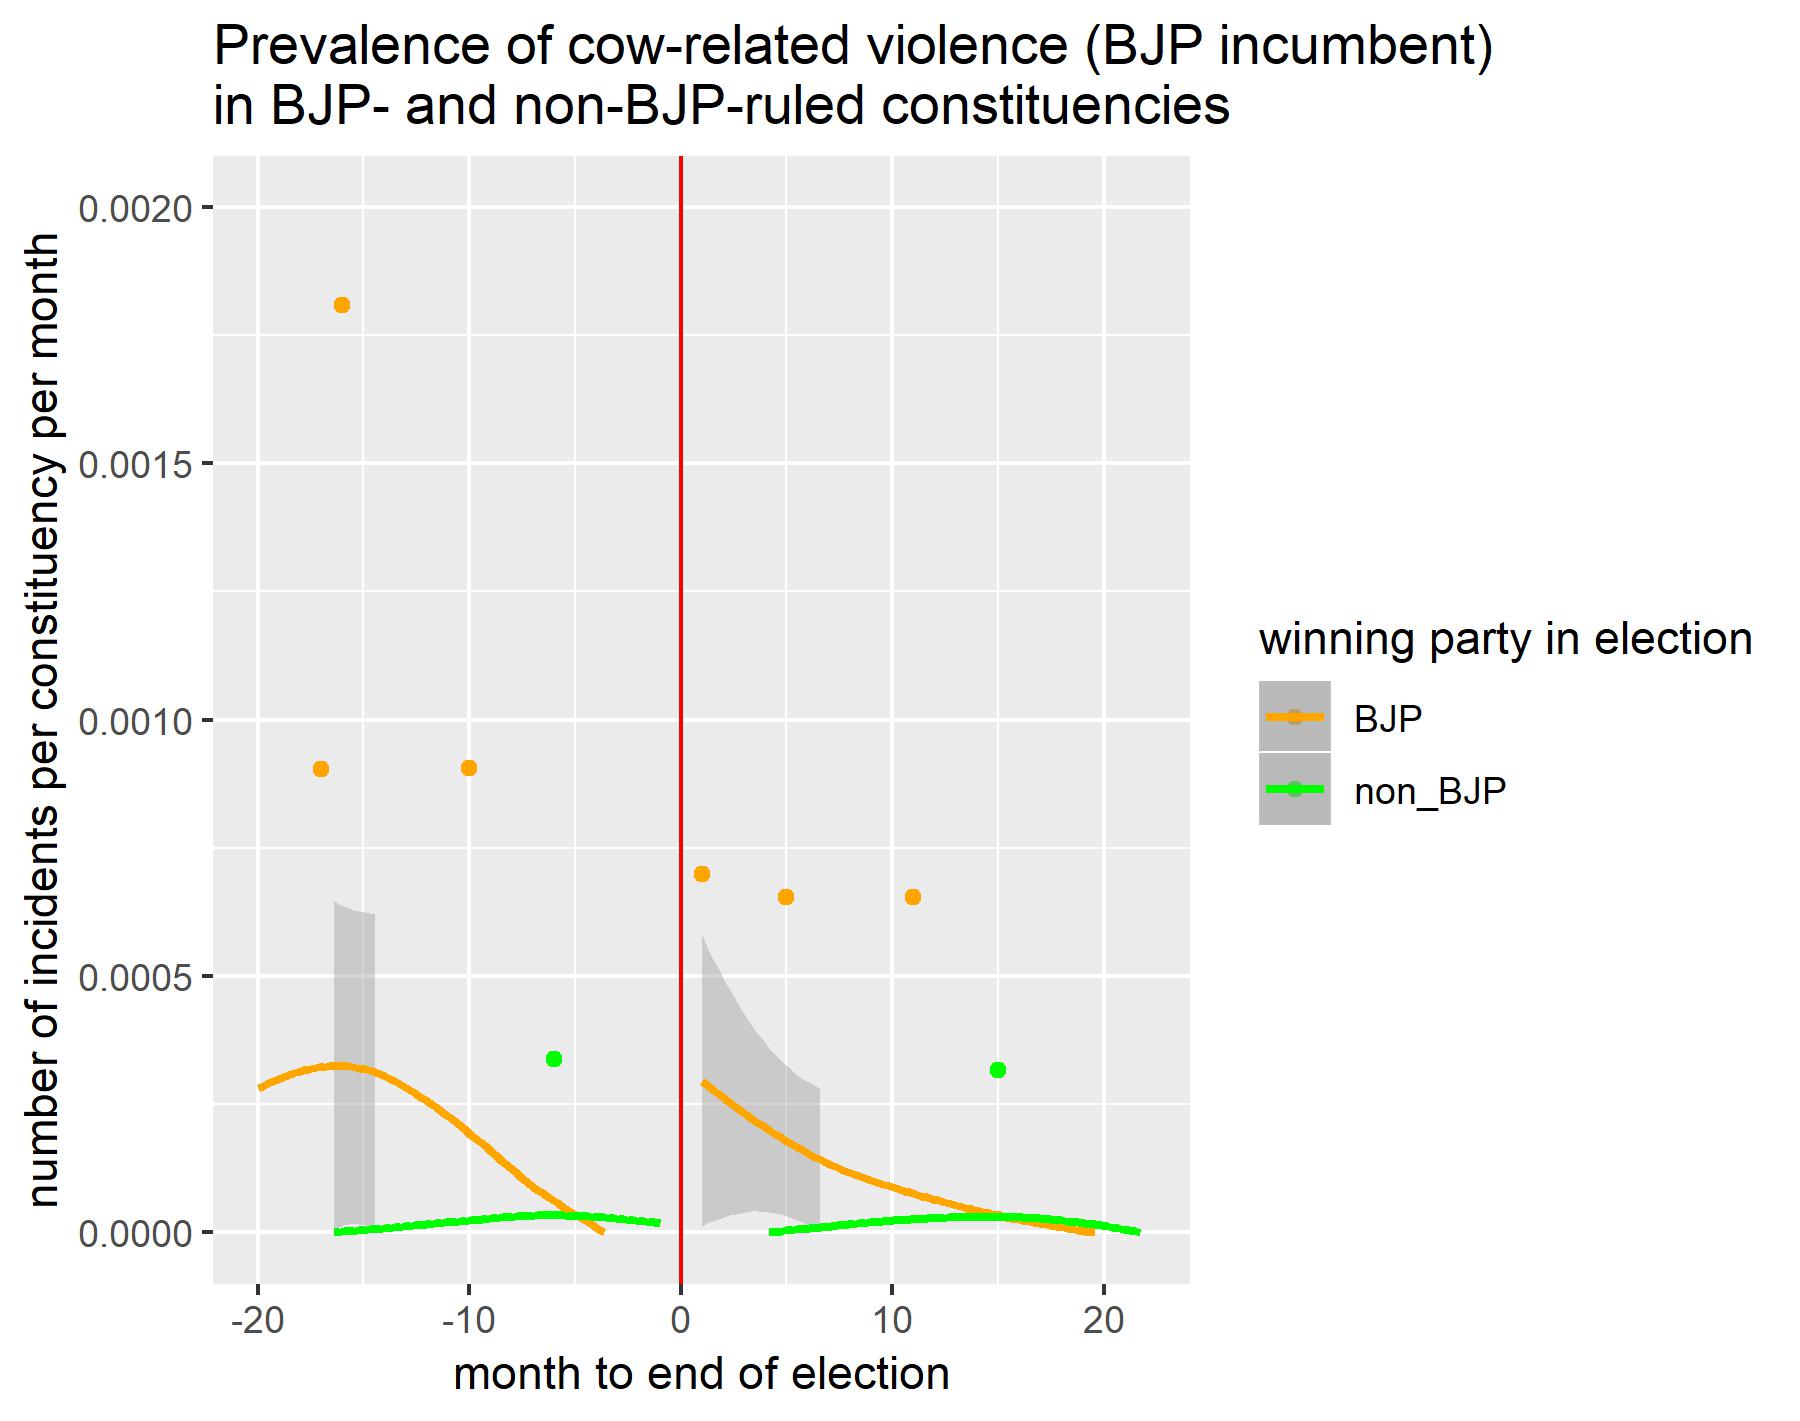 Prevalence of cow-related violence (BJP incumbent)
in BJP- and non-BJP-ruled constituencies
number of incidents per constituency per month
0.0020
0.0015
0.0010
0.0005
0.0000
-20 -10 0 10 20
month to end of election
winning party in election
BJP
non_BJP